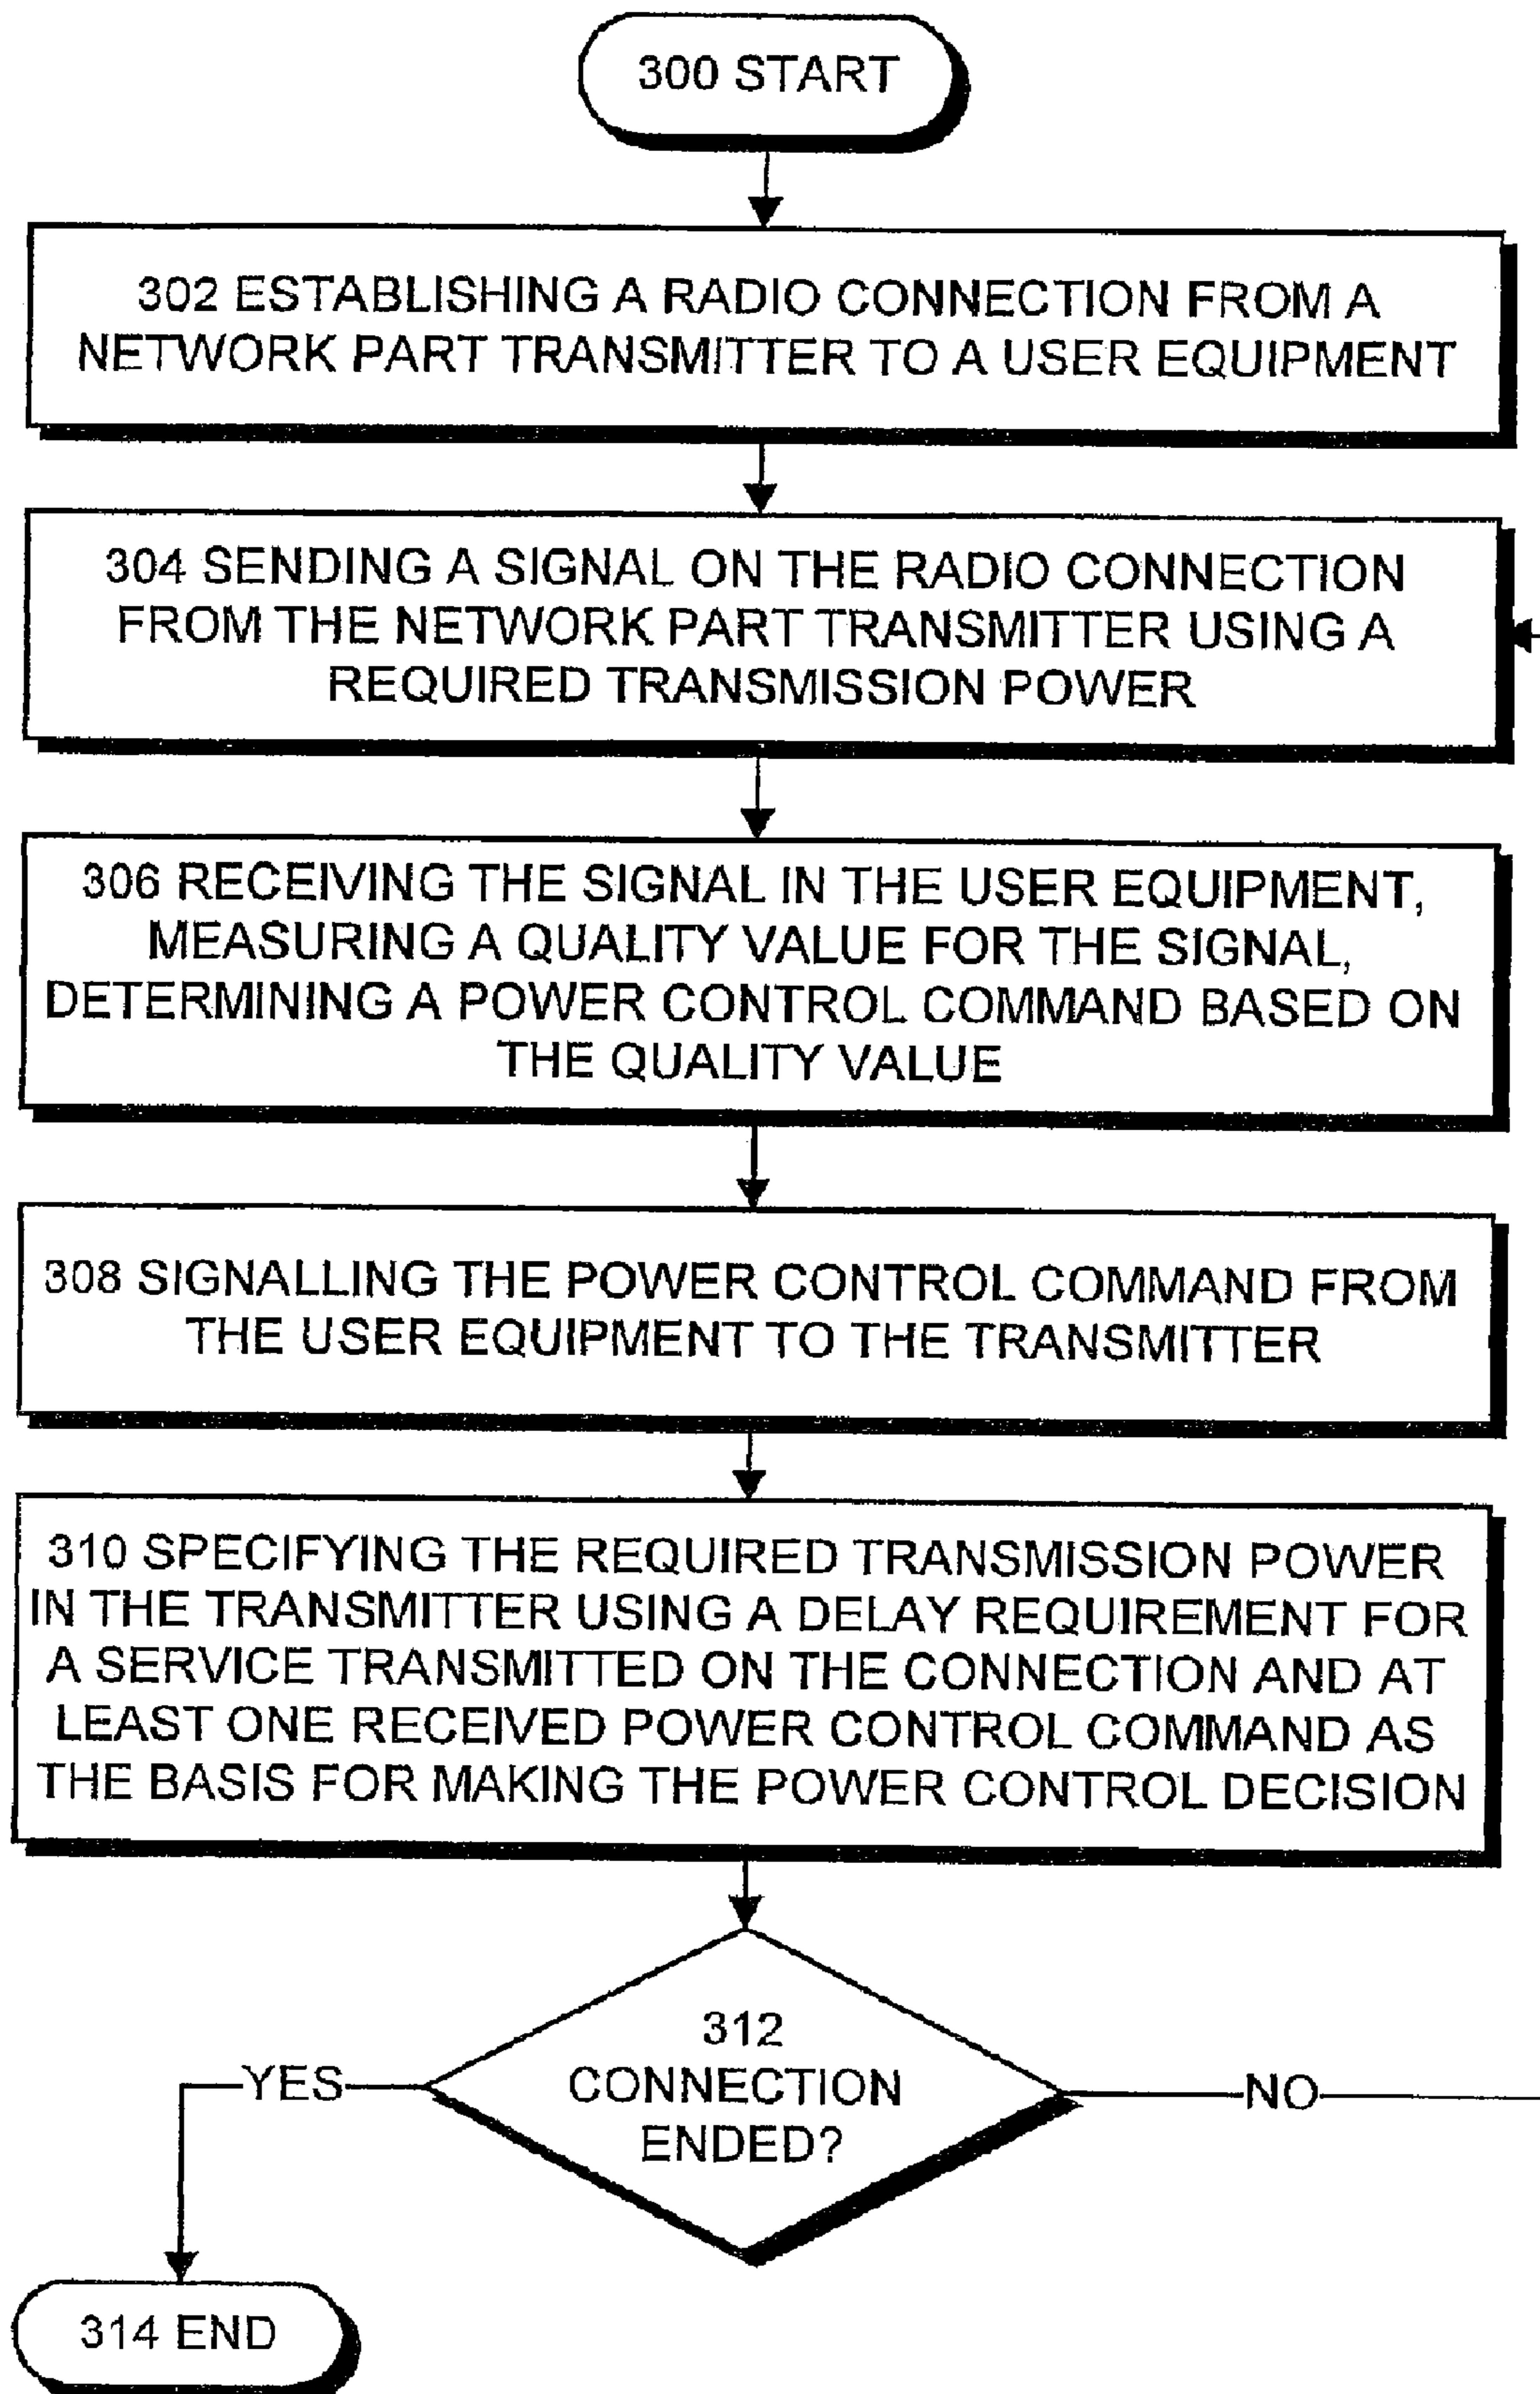 300 START
302 ESTABLISHING A RADIO CONNECTION FROM A
NETWORK PART TRANSMITTER TO A USER EQUIPMENT
304 SENDING A SIGNAL ON THE RADIO CONNECTION
FROM THE NETWORK PART TRANSMITTER USING A
REQUIRED TRANSMISSION POWER
306 RECEIVING THE SIGNAL IN THE USER EQUIPMENT,
MEASURING A QUALITY VALUE FOR THE SIGNAL,
DETERMINING A POWER CONTROL COMMAND BASED ON
THE QUALITY VALUE
308 SIGNALLING THE POWER CONTROL COMMAND FROM
THE USER EQUIPMENT TO THE TRANSMITTER
310 SPECIFYING THE REQUIRED TRANSMISSION POWER
IN THE TRANSMITTER USING A DELAY REQUIREMENT FOR
A SERVICE TRANSMITTED ON THE CONNECTION AND AT
LEAST ONE RECEIVED POWER CONTROL COMMAND AS
THE BASIS FOR MAKING THE POWER CONTROL DECISION
312
CONNECTION
ENDED?
YES
NO
314 END